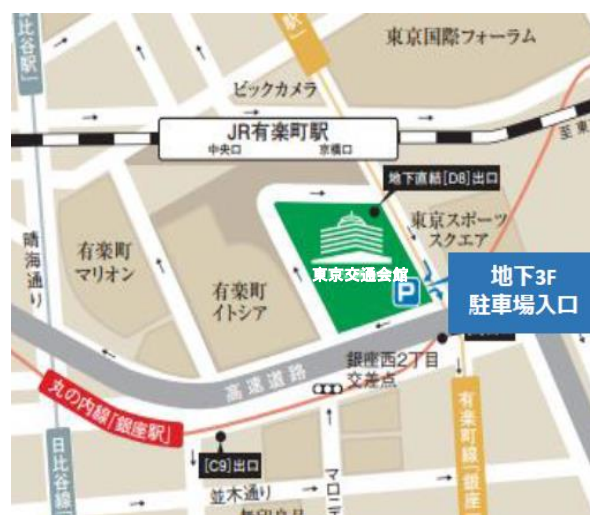 比谷駅」
駅」
東京国際フォーラム
ビックカメラ
JR有楽町駅
中央口
京橋口
至 東
地下直結[D8]出口
東京スポーツ
スクエア
晴海通り
有楽町
マリオン
有楽町
イトシア
東京交通会館
P
地下3F
駐車場入口
高速道路
銀座西2丁目
交差点
丸の内線「銀座駅」
有楽町線「銀座
日比谷線「
[C9]出口
並木通り
マロニ